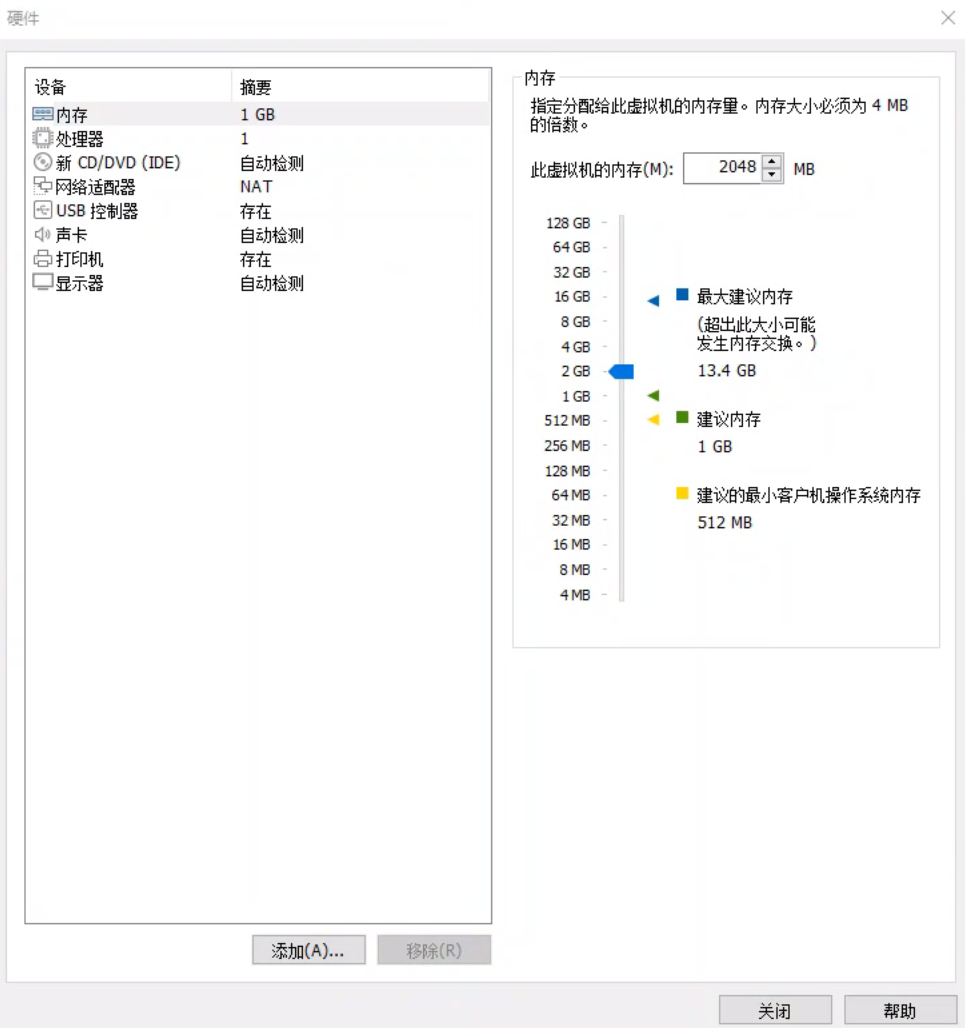 硬件
设备 摘要
内存 1 GB
处理器 1
新 CD/DVD (IDE) 自动检测
网络适配器 NAT
USB 控制器 存在
声卡 自动检测
打印机 存在
显示器 自动检测
添加(A)... 移除(R)
内存
指定分配给此虚拟机的内存量。内存大小必须为 4 MB
的倍数。
此虚拟机的内存(M): 2048 MB
128 GB
64 GB
32 GB
16 GB
8 GB
4 GB
2 GB
1 GB
512 MB
256 MB
128 MB
64 MB
32 MB
16 MB
8 MB
4 MB
最大建议内存
(超出此大小可能
发生内存交换。)
13.4 GB
建议内存
1 GB
建议的最小客户机操作系统内存
512 MB
关闭 帮助